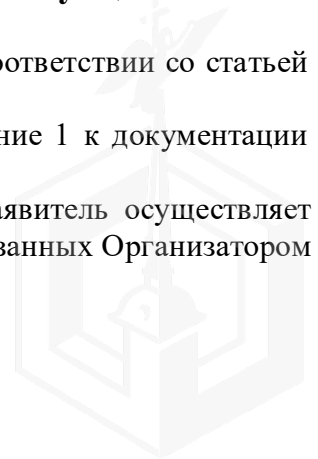 оответствии со статьей
ние 1 к документации
аявитель осуществляет
ванных Организатором